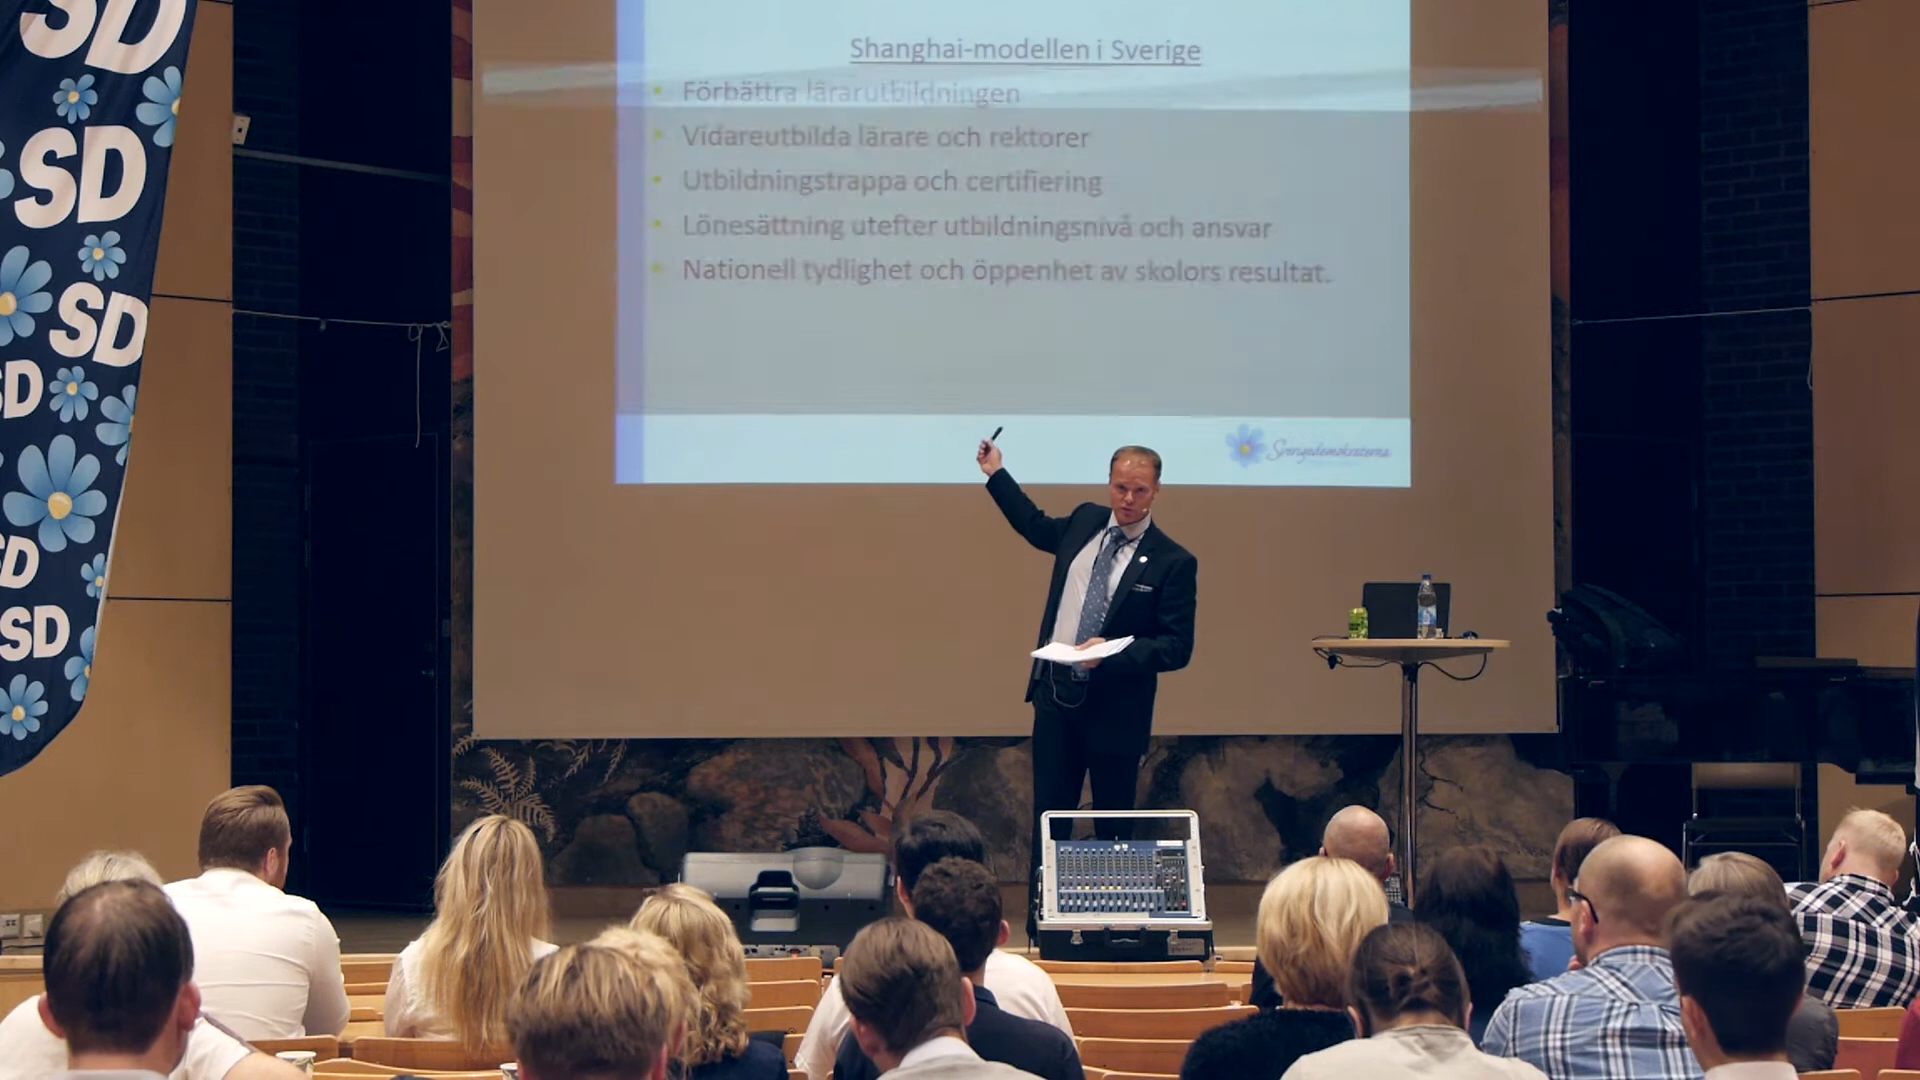 Shanghai-modellen i Sverige
Förbättra lärarutbildningen
Vidareutbilda lärare och rektorer
Utbildningstrappa och certifiering
Lönesättning utefter utbildningsnivå och ansvar
Nationell tydlighet och öppenhet av skolors resultat.
Sverigedemokraterna
SD
SD
SD
SD
SD
SD